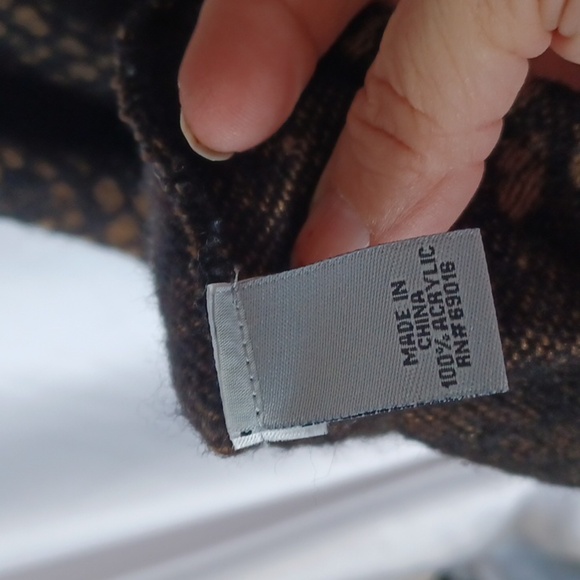 MADE IN
CHINA
100% ACRYLIC
RN# 69016